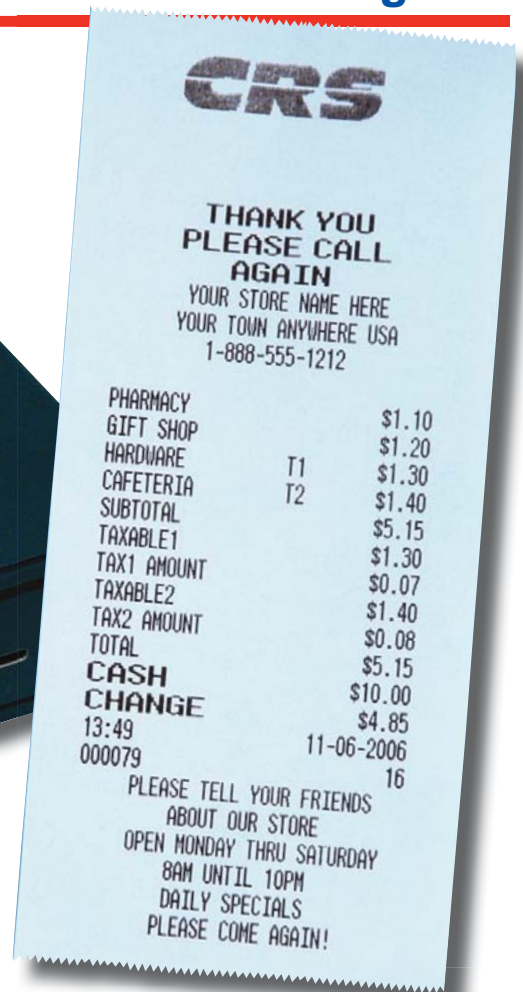 CRS
THANK YOU
PLEASE CALL
AGAIN
YOUR STORE NAME HERE
YOUR TOWN ANYWHERE USA
1-888-555-1212
PHARMACY $1.10
GIFT SHOP $1.20
HARDWARE T1 $1.30
CAFETERIA T2 $1.40
SUBTOTAL $5.15
TAXABLE1 $1.30
TAX1 AMOUNT $0.07
TAXABLE2 $1.40
TAX2 AMOUNT $0.08
TOTAL $5.15
CASH $10.00
CHANGE $4.85
13:49 11-06-2006
000079 16
PLEASE TELL YOUR FRIENDS
ABOUT OUR STORE
OPEN MONDAY THRU SATURDAY
8AM UNTIL 10PM
DAILY SPECIALS
PLEASE COME AGAIN!